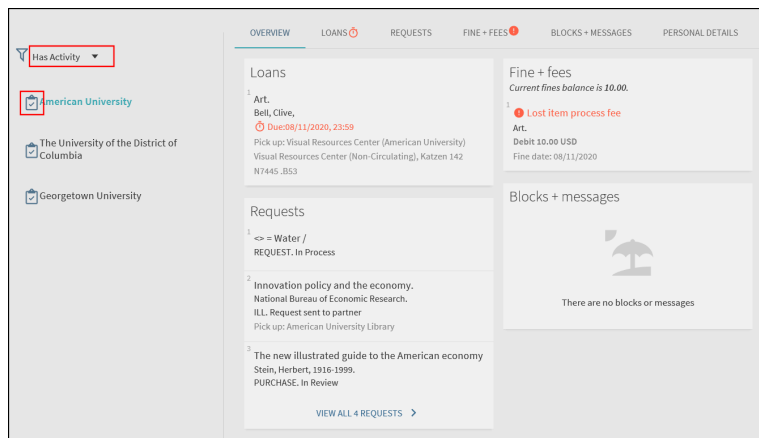 OVERVIEW
LOANS
REQUESTS
FINE + FEES
BLOCKS + MESSAGES
PERSONAL DETAILS
Has Activity
American University
The University of the District of
Columbia
Georgetown University
Loans
1
Art.
Bell, Clive,
Due:08/11/2020, 23:59
Pick up: Visual Resources Center (American University)
Visual Resources Center (Non-Circulating), Katzen 142
N7445 .B53
Requests
1
<> = Water /
REQUEST. In Process
2
Innovation policy and the economy.
National Bureau of Economic Research.
ILL. Request sent to partner
Pick up: American University Library
3
The new illustrated guide to the American economy
Stein, Herbert, 1916-1999.
PURCHASE. In Review
VIEW ALL 4 REQUESTS
Fine + fees
Current fines balance is 10.00.
1
Lost item process fee
Art.
Debit 10.00 USD
Fine date: 08/11/2020
Blocks + messages
There are no blocks or messages